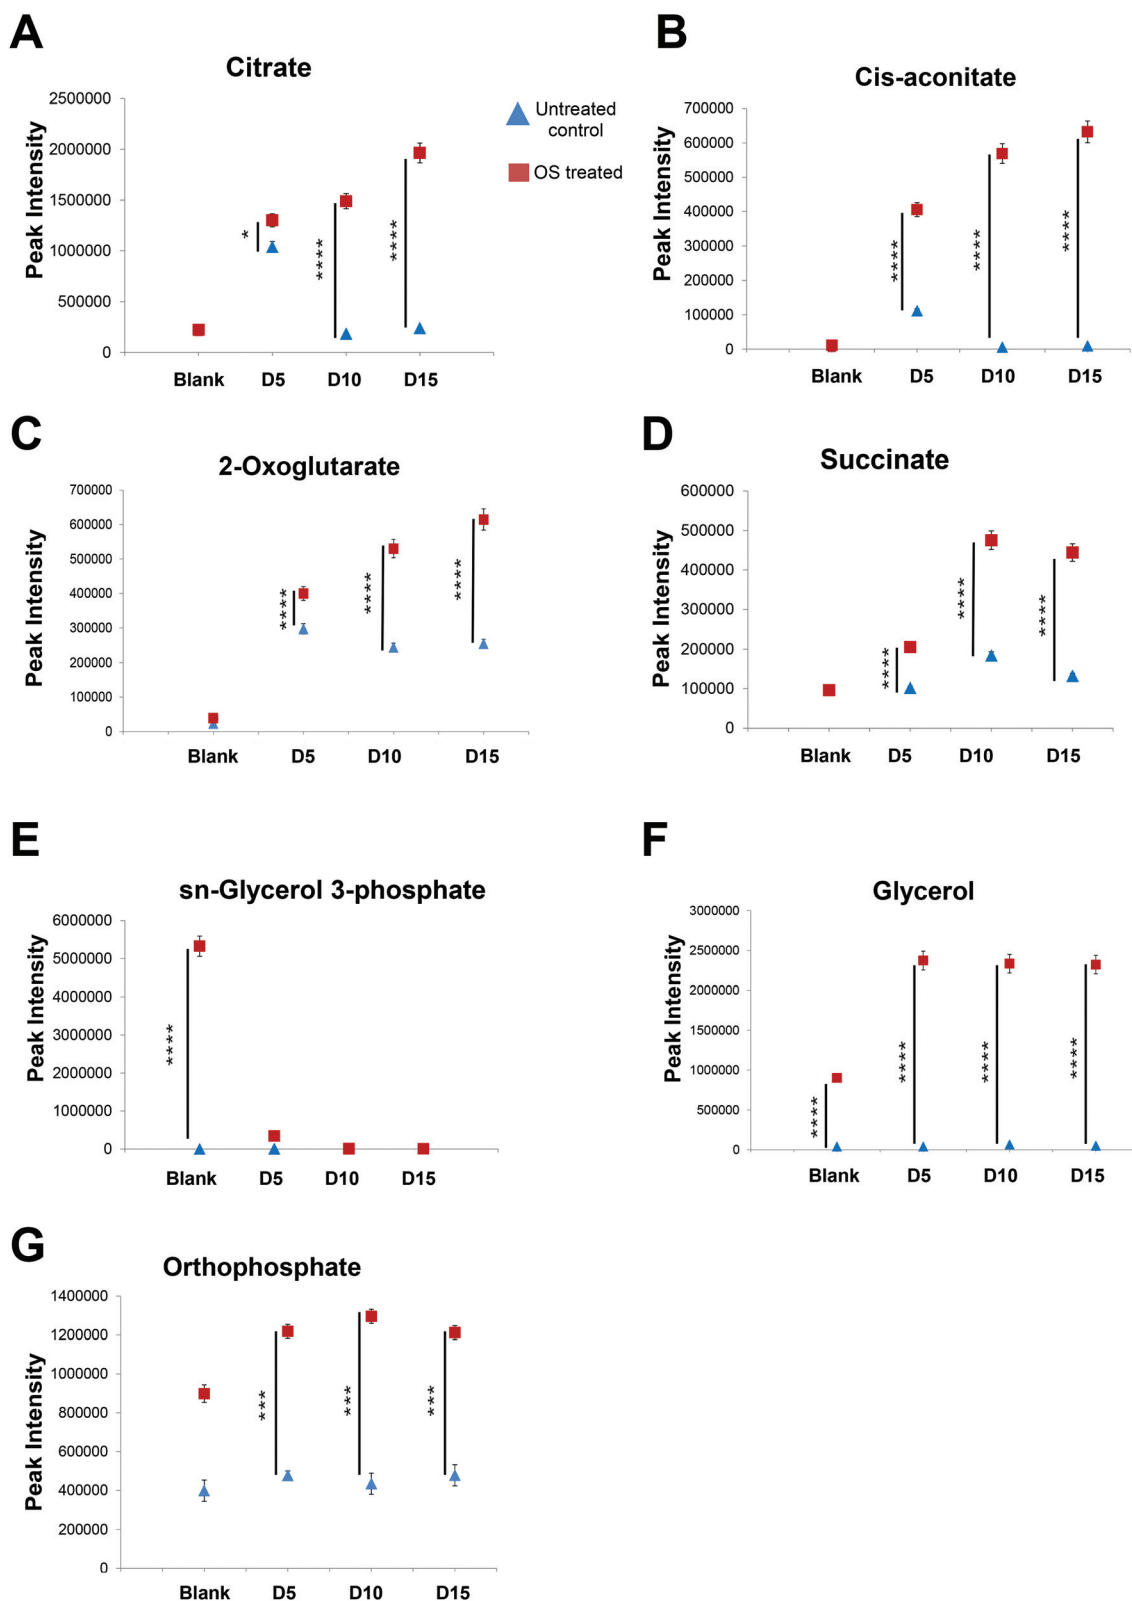 A
Citrate
Peak Intensity
2500000
2000000
1500000
1000000
500000
0
*
****
****
Blank
D5
D10
D15
Untreated
control
OS treated
B
Cis-aconitate
Peak Intensity
700000
600000
500000
400000
300000
200000
100000
0
****
****
****
Blank
D5
D10
D15
C
2-Oxoglutarate
Peak Intensity
700000
600000
500000
400000
300000
200000
100000
0
****
****
****
Blank
D5
D10
D15
D
Succinate
Peak Intensity
600000
500000
400000
300000
200000
100000
0
****
****
****
Blank
D5
D10
D15
E
sn-Glycerol 3-phosphate
Peak Intensity
6000000
5000000
4000000
3000000
2000000
1000000
0
****
Blank
D5
D10
D15
F
Glycerol
Peak Intensity
3000000
2500000
2000000
1500000
1000000
500000
0
****
****
****
****
Blank
D5
D10
D15
G
Orthophosphate
Peak Intensity
1400000
1200000
1000000
800000
600000
400000
200000
0
***
***
***
Blank
D5
D10
D15